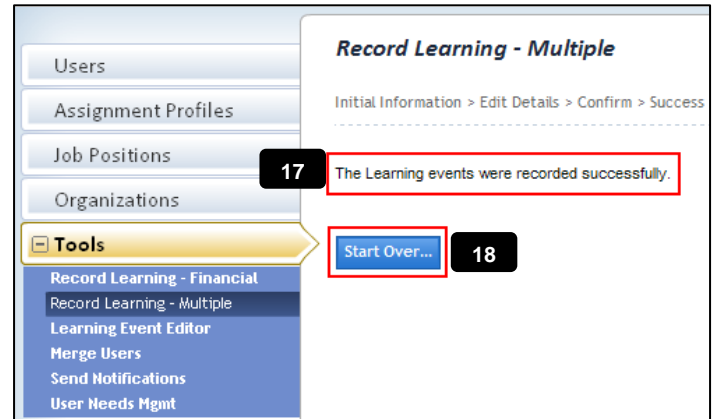 Users
Assignment Profiles
Job Positions
Organizations
Tools
Record Learning - Financial
Record Learning - Multiple
Learning Event Editor
Merge Users
Send Notifications
User Needs Mgmt
Record Learning - Multiple
Initial Information > Edit Details > Confirm > Success
17
The Learning events were recorded successfully.
Start Over...
18